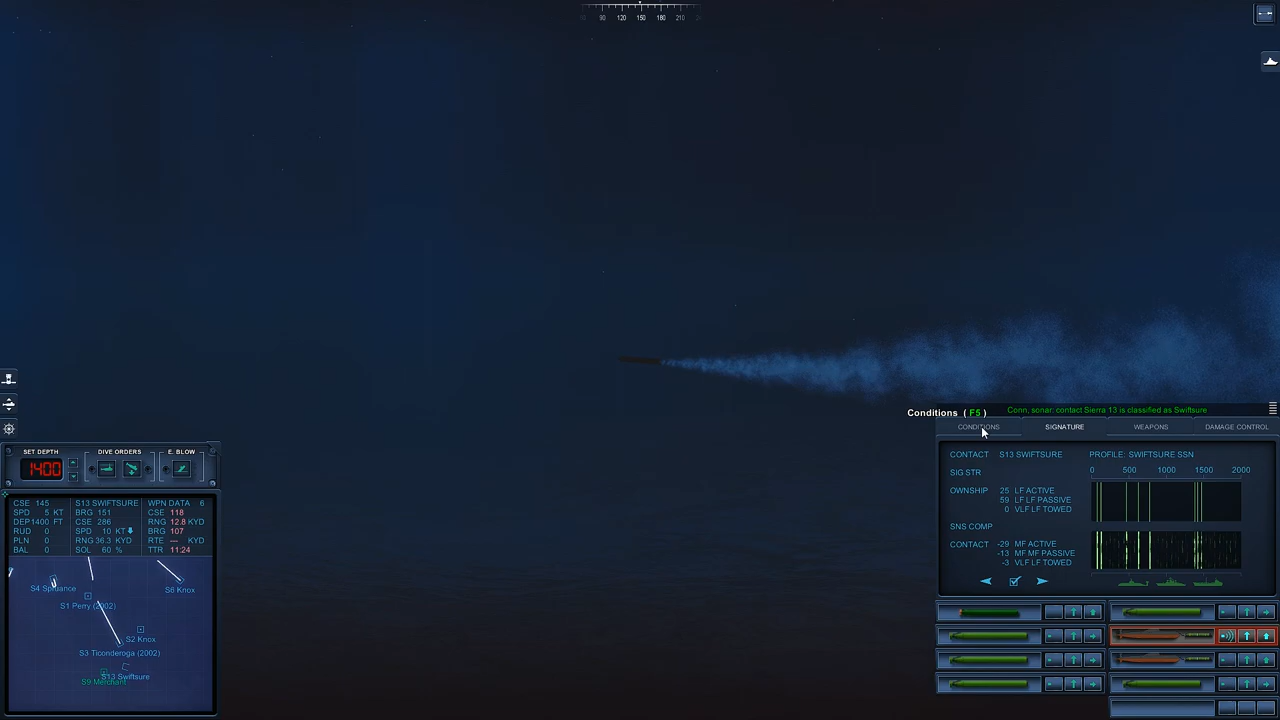 90 120 150 180 210
Conditions ( F5 )
Conn, sonar: contact Sierra 13 is classified as Swiftsure
CONDITIONS SIGNATURE WEAPONS DAMAGE CONTROL
CONTACT S13 SWIFTSURE PROFILE: SWIFTSURE SSN
SIG STR 0 500 1000 1500 2000
OWNSHIP 25 LF ACTIVE
59 LF LF PASSIVE
0 VLF LF TOWED
SNS COMP
CONTACT -29 MF ACTIVE
-13 MF MF PASSIVE
-3 VLF LF TOWED
SET DEPTH DIVE ORDERS E. BLOW
1400
CSE 145 S13 SWIFTSURE WPN DATA 6
SPD 5 KT BRG 151 CSE 118
DEP 1400 FT CSE 286 RNG 12.8 KYD
RUD 0 SPD 10 KT BRG 107
PLN 0 RNG 36.3 KYD RTE --- KYD
BAL 0 SOL 60 % TTR 11:24
S4 Spruance
S6 Knox
S1 Perry (2002)
S2 Knox
S3 Ticonderoga (2002)
S13 Swiftsure
S9 Merchant